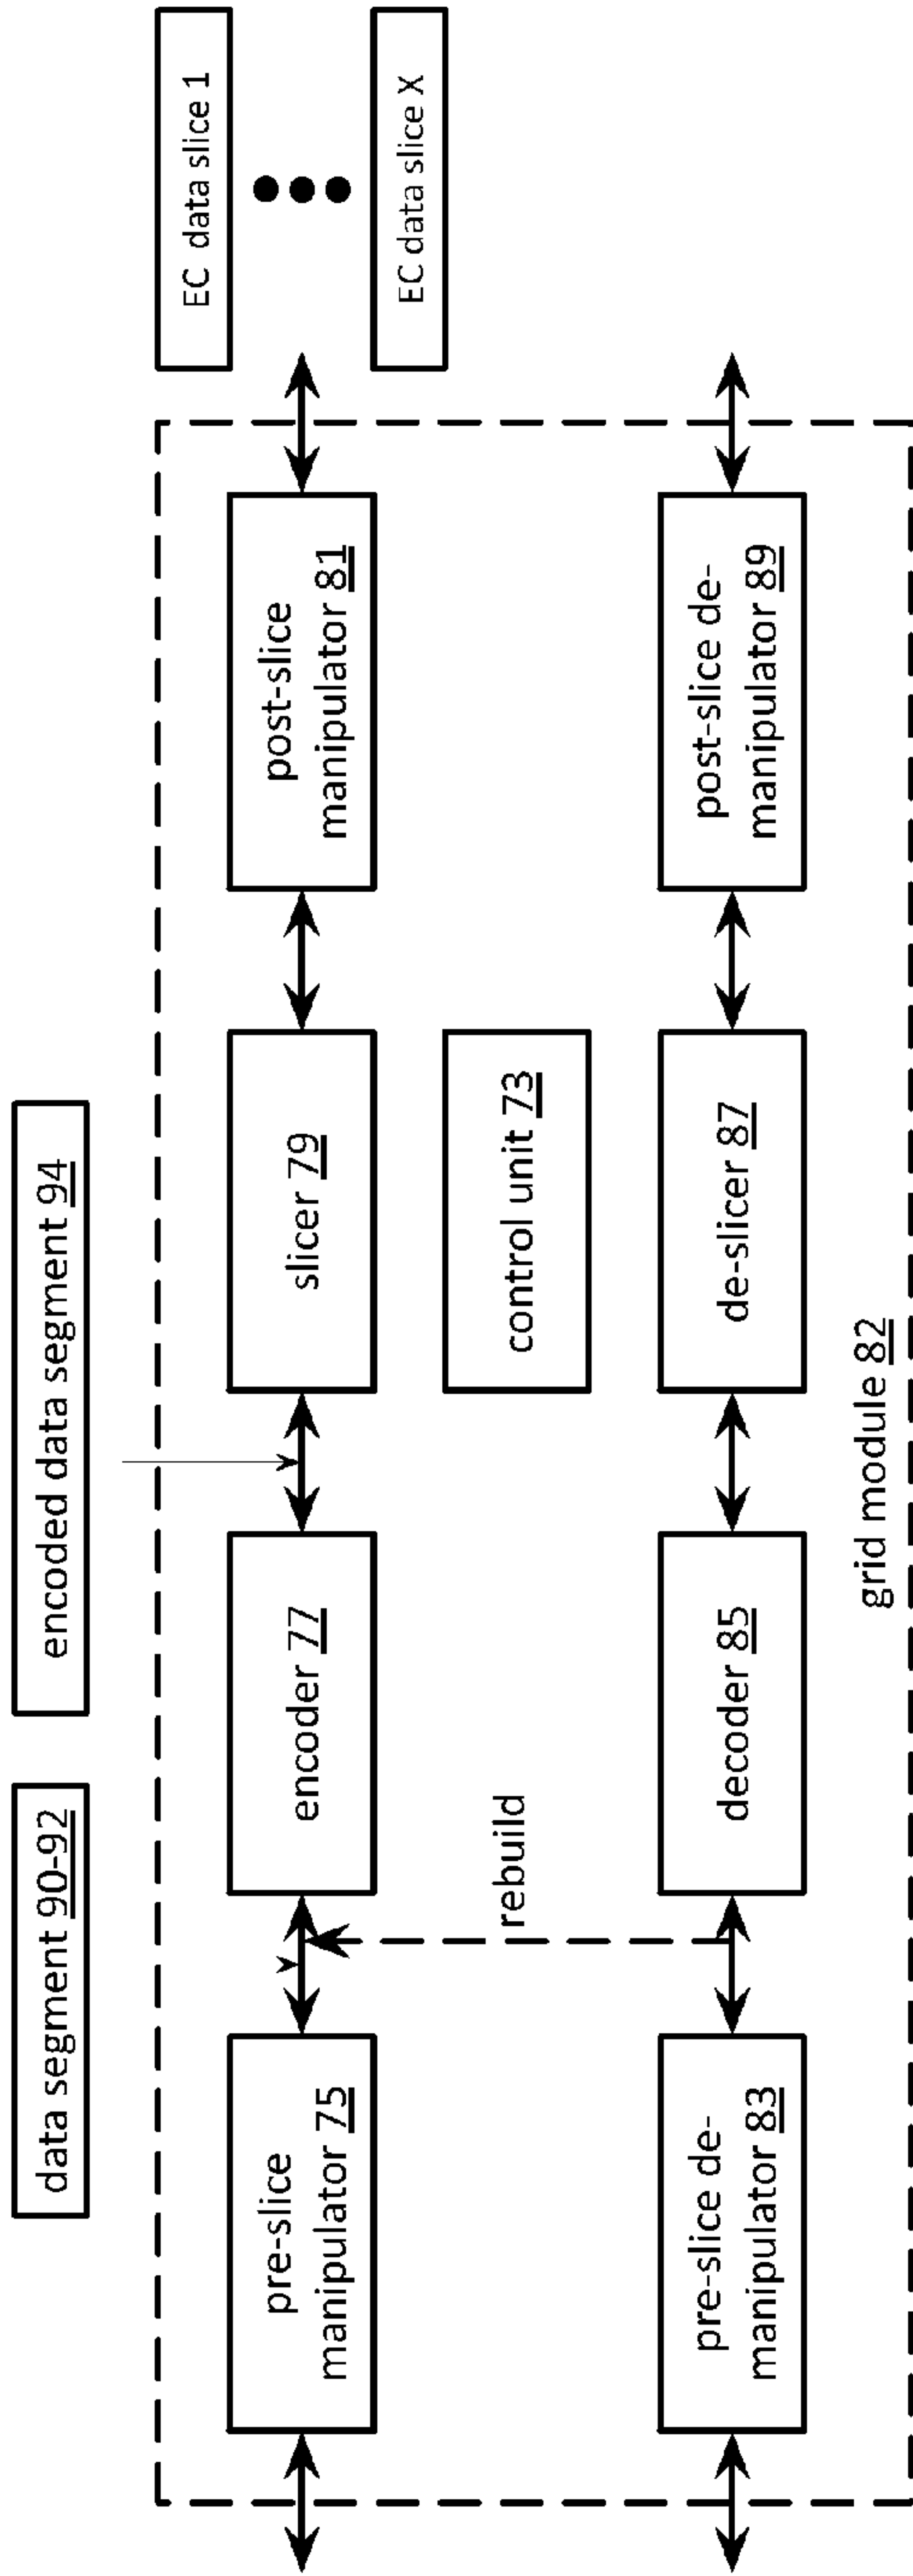 data segment 90-92
encoded data segment 94
EC data slice 1
EC data slice X
pre-slice
manipulator 75
encoder 77
slicer 79
post-slice
manipulator 81
rebuild
control unit 73
pre-slice de-
manipulator 83
decoder 85
de-slicer 87
post-slice de-
manipulator 89
grid module 82